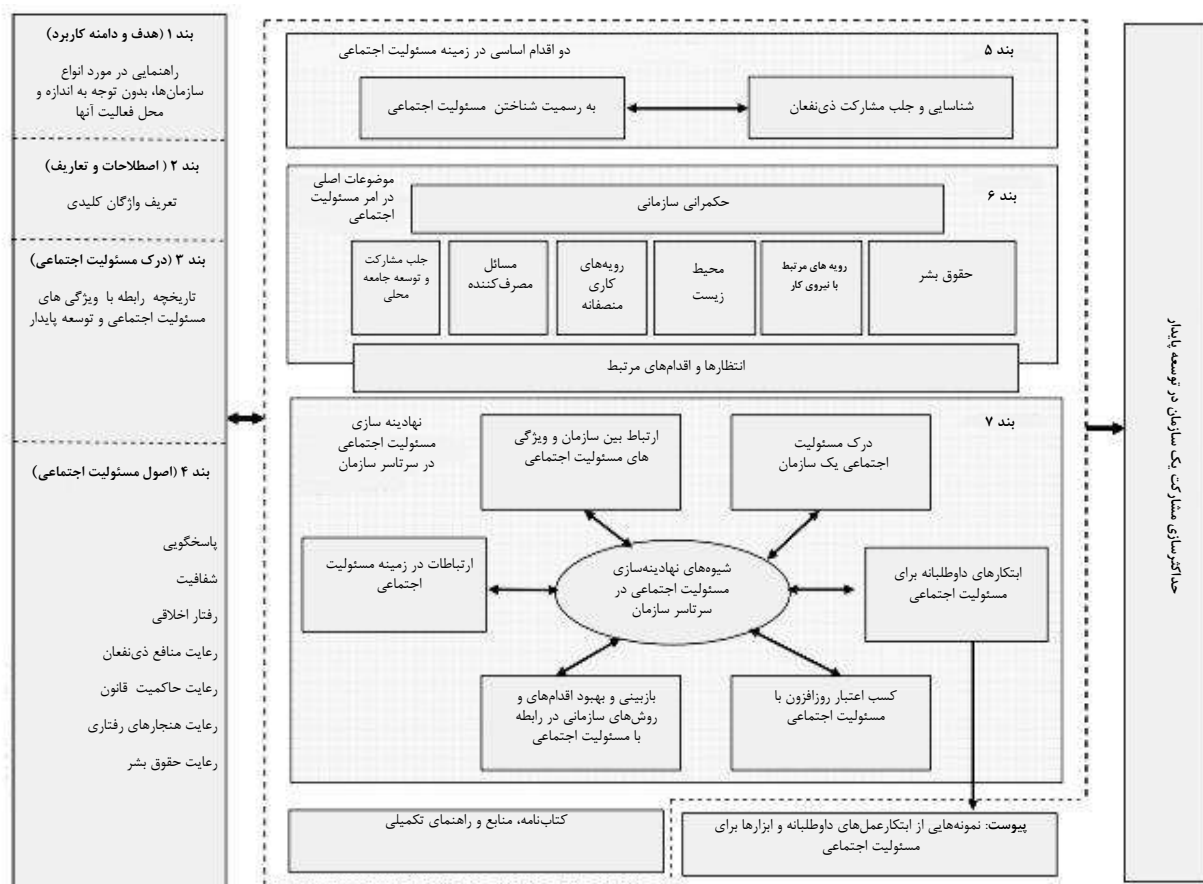 بند ۱ (هدف و دامنه کاربرد)
راهنمایی در مورد انواع
سازمان‌ها، بدون توجه به اندازه و
محل فعالیت آنها
بند ۲ ( اصطلاحات و تعاریف)
تعریف واژگان کلیدی
بند ۳ (درک مسئولیت اجتماعی)
تاریخچه رابطه با ویژگی های
مسئولیت اجتماعی و توسعه پایدار
بند ۴ (اصول مسئولیت اجتماعی)
پاسخگویی
شفافیت
رفتار اخلاقی
رعایت منافع ذی‌نفعان
رعایت حاکمیت قانون
رعایت هنجارهای رفتاری
رعایت حقوق بشر
بند ۵
دو اقدام اساسی در زمینه مسئولیت اجتماعی
شناسایی و جلب مشارکت ذی‌نفعان
به رسمیت شناختن مسئولیت اجتماعی
بند ۶
موضوعات اصلی
در امر مسئولیت
اجتماعی
حکمرانی سازمانی
حقوق بشر
رویه های مرتبط
با نیروی کار
محیط
زیست
رویه‌های
کاری
منصفانه
مسائل
مصرف‌کننده
جلب مشارکت
و توسعه جامعه
محلی
انتظارها و اقدام‌های مرتبط
بند ۷
نهادینه سازی
مسئولیت اجتماعی
در سرتاسر سازمان
درک مسئولیت
اجتماعی یک سازمان
ارتباط بین سازمان و ویژگی
های مسئولیت اجتماعی
ابتکارهای داوطلبانه برای
مسئولیت اجتماعی
شیوه‌های نهادینه‌سازی
مسئولیت اجتماعی در
سرتاسر سازمان
ارتباطات در زمینه مسئولیت
اجتماعی
کسب اعتبار روزافزون با
مسئولیت اجتماعی
بازبینی و بهبود اقدام‌های و
روش‌های سازمانی در رابطه
با مسئولیت اجتماعی
پیوست: نمونه‌هایی از ابتکارعمل‌های داوطلبانه و ابزارها برای
مسئولیت اجتماعی
کتاب‌نامه، منابع و راهنمای تکمیلی
حداکثرسازی مشارکت یک سازمان در توسعه پایدار